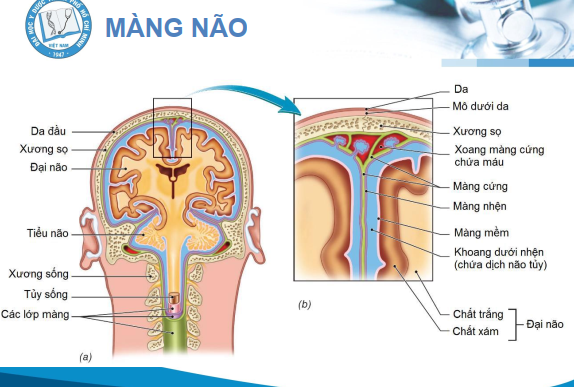 ĐẠI HỌC Y DƯỢC
PHỐ HỒ CHÍ MINH
VIỆT NAM
1947
MÀNG NÃO
Da đầu
Xương sọ
Đại não
Tiểu não
Xương sống
Tủy sống
Các lớp màng
(a)
Da
Mô dưới da
Xương sọ
Xoang màng cứng
chứa máu
Màng cứng
Màng nhện
Màng mềm
Khoang dưới nhện
(chứa dịch não tủy)
(b)
Chất trắng
Chất xám
Đại não